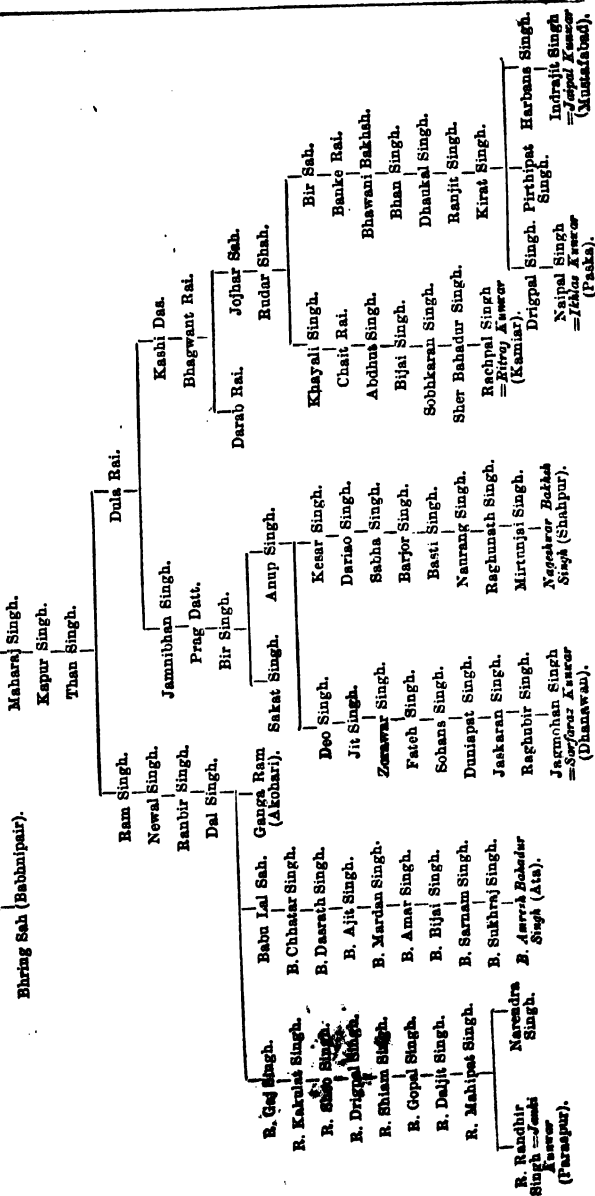 Bhring Sah (Babhnipair).
Maharaj Singh.
Kapur Singh.
Than Singh.
Ram Singh.
Newal Singh.
Ranbir Singh.
Dal Singh.
Dula Rai.
R. Gaj Singh.
R. Kakulat Singh.
R. Singh.
R. Drigpal Singh.
R. Shiam Singh.
R. Gopal Singh.
R. Daljit Singh.
R. Mahipat Singh.
R. Randhir
Singh = Janki
Kunwar
(Paraspur).
Narendra
Singh.
Babu Lal Sah.
B. Chhatar Singh.
B. Dasrath Singh.
B. Ajit Singh.
B. Mardan Singh.
B. Amar Singh.
B. Bijai Singh.
B. Sarnam Singh.
B. Sukhraj Singh.
B. Amresh Bahadur
Singh (Ata).
Ganga Ram
(Akohari).
Jamnibhan Singh.
Prag Datt.
Bir Singh.
Sakat Singh.
Anup Singh.
Deo Singh.
Jit Singh.
Zorawar Singh.
Fateh Singh.
Sohans Singh.
Duniapat Singh.
Jaskaran Singh.
Raghubir Singh.
Jagmohan Singh
=Sarfaraz Kunwar
(Dhanawan).
Kesar Singh.
Dariao Singh.
Sabha Singh.
Barjor Singh.
Basti Singh.
Naurang Singh.
Raghunath Singh.
Mirtunjai Singh.
Nageshwar Bakhsh
Singh (Shahpur).
Kashi Das.
Bhagwant Rai.
Darab Rai.
Jojhar Sah.
Rudar Shah.
Khayali Singh.
Chait Rai.
Abdhut Singh.
Bijai Singh.
Sobhkaran Singh.
Sher Bahadur Singh.
Rachpal Singh
=Ritraj Kunwar
(Kamiar).
Bir Sah.
Banke Rai.
Bhawani Bakhsh.
Bhan Singh.
Dhaukal Singh.
Ranjit Singh.
Kirat Singh.
Drigpal Singh.
Naipal Singh
=Ikhlas Kunwar
(Paska).
Pirthipat
Singh.
Harbans Singh.
Indrajit Singh
=Jaipal Kunwar
(Mustafabad).